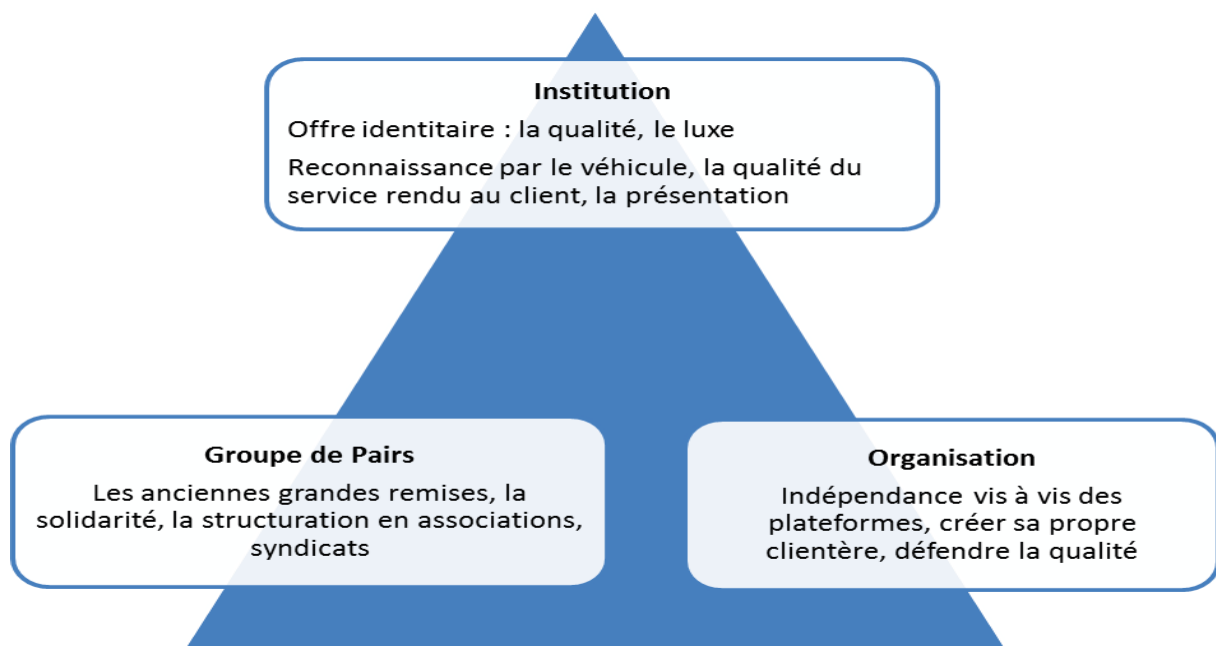 Institution
Offre identitaire : la qualité, le luxe
Reconnaissance par le véhicule, la qualité du
service rendu au client, la présentation
Groupe de Pairs
Les anciennes grandes remises, la
solidarité, la structuration en associations,
syndicats
Organisation
Indépendance vis à vis des
plateformes, créer sa propre
clientère, défendre la qualité